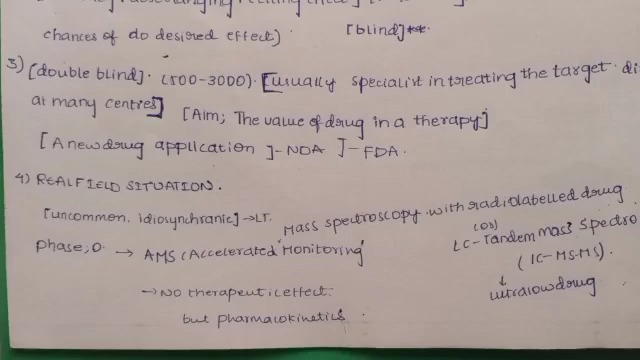 chances of do desired effect) [blind]**.
3) [double blind]. (500-3000). [usually specialist in treating the target. di
at many centres] [Aim; The value of drug in a therapy]
[A new drug application ]-NDA ]-FDA.
4) REALFIELD SITUATION.
[uncommon. idiosynchranic] → LT.
Mass spectroscopy with radiolabelled drug
(OR)
Phase; 0. → AMS (Accelerated Monitoring
LC-Tandem mass Spectro
(LC-MS-MS).
→ NO therapeutic effect.
↓
ultralow drug
but pharmacokinetics.